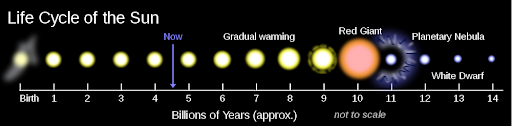 Life Cycle of the Sun
Now
Gradual warming
Red Giant
Planetary Nebula
White Dwarf
Birth 1 2 3 4 5 6 7 8 9 10 11 12 13 14
Billions of Years (approx.)
not to scale